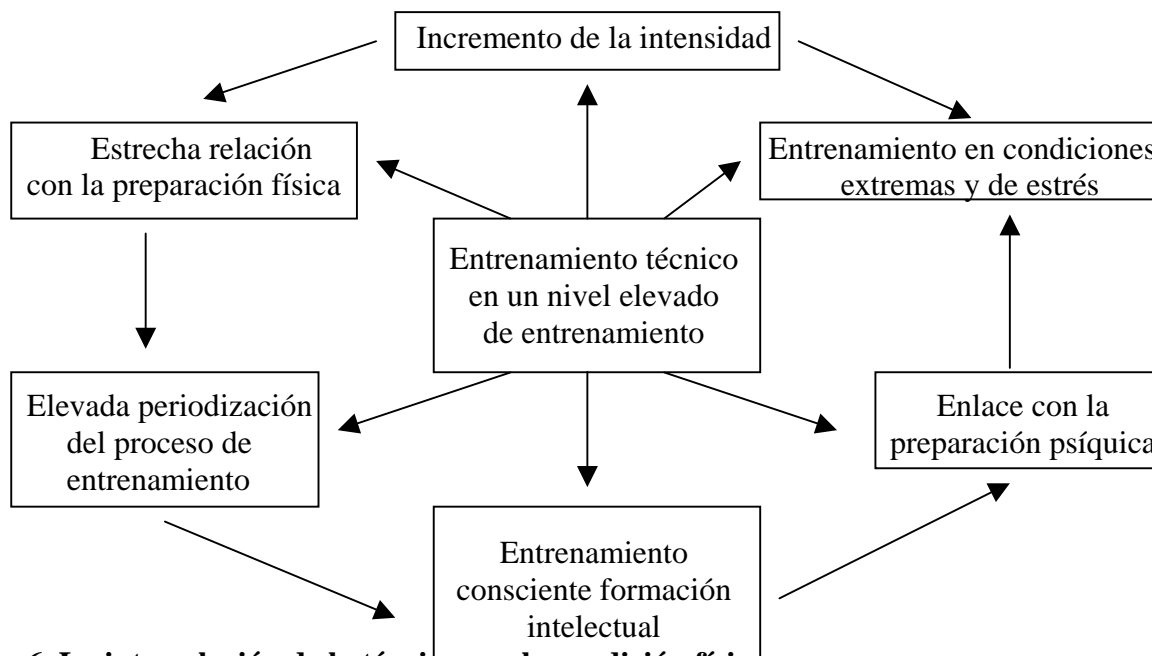 Incremento de la intensidad
Estrecha relación
con la preparación física
Entrenamiento en condiciones
extremas y de estrés
Entrenamiento técnico
en un nivel elevado
de entrenamiento
Elevada periodización
del proceso de
entrenamiento
Enlace con la
preparación psíquica
Entrenamiento
consciente formación
intelectual